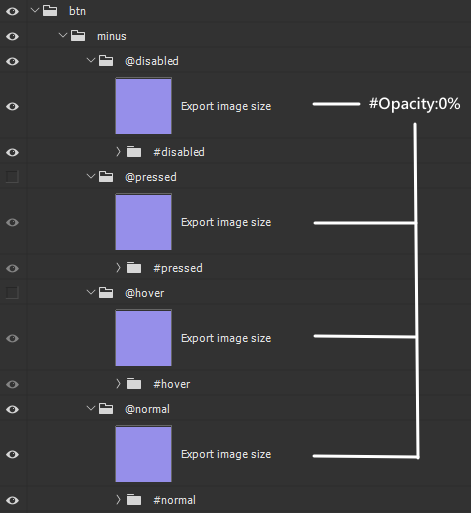 btn
minus
@disabled
Export image size
#Opacity:0%
#disabled
@pressed
Export image size
#pressed
@hover
Export image size
#hover
@normal
Export image size
#normal